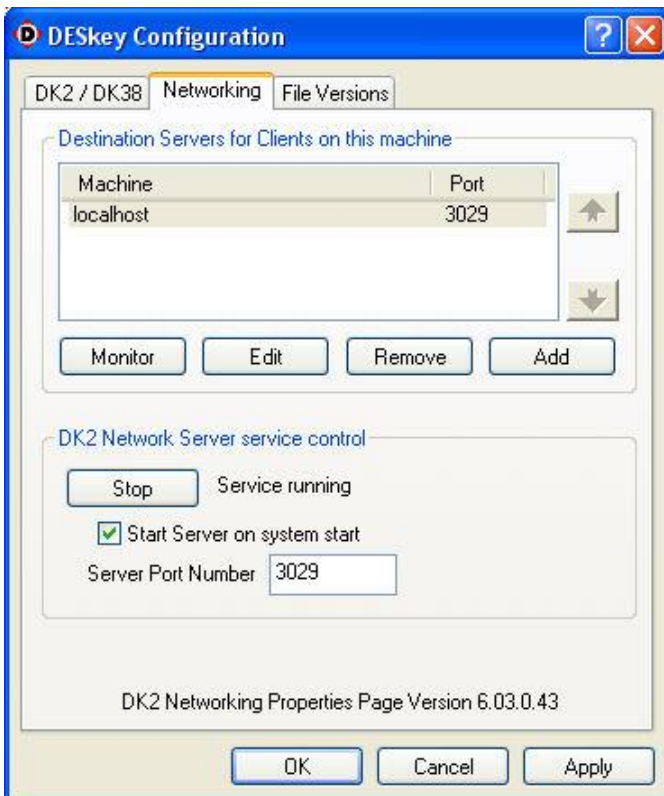 DESkey Configuration
DK2 / DK38 Networking File Versions
Destination Servers for Clients on this machine
Machine Port
localhost 3029
Monitor Edit Remove Add
DK2 Network Server service control
Stop Service running
Start Server on system start
Server Port Number 3029
DK2 Networking Properties Page Version 6.03.0.43
OK Cancel Apply